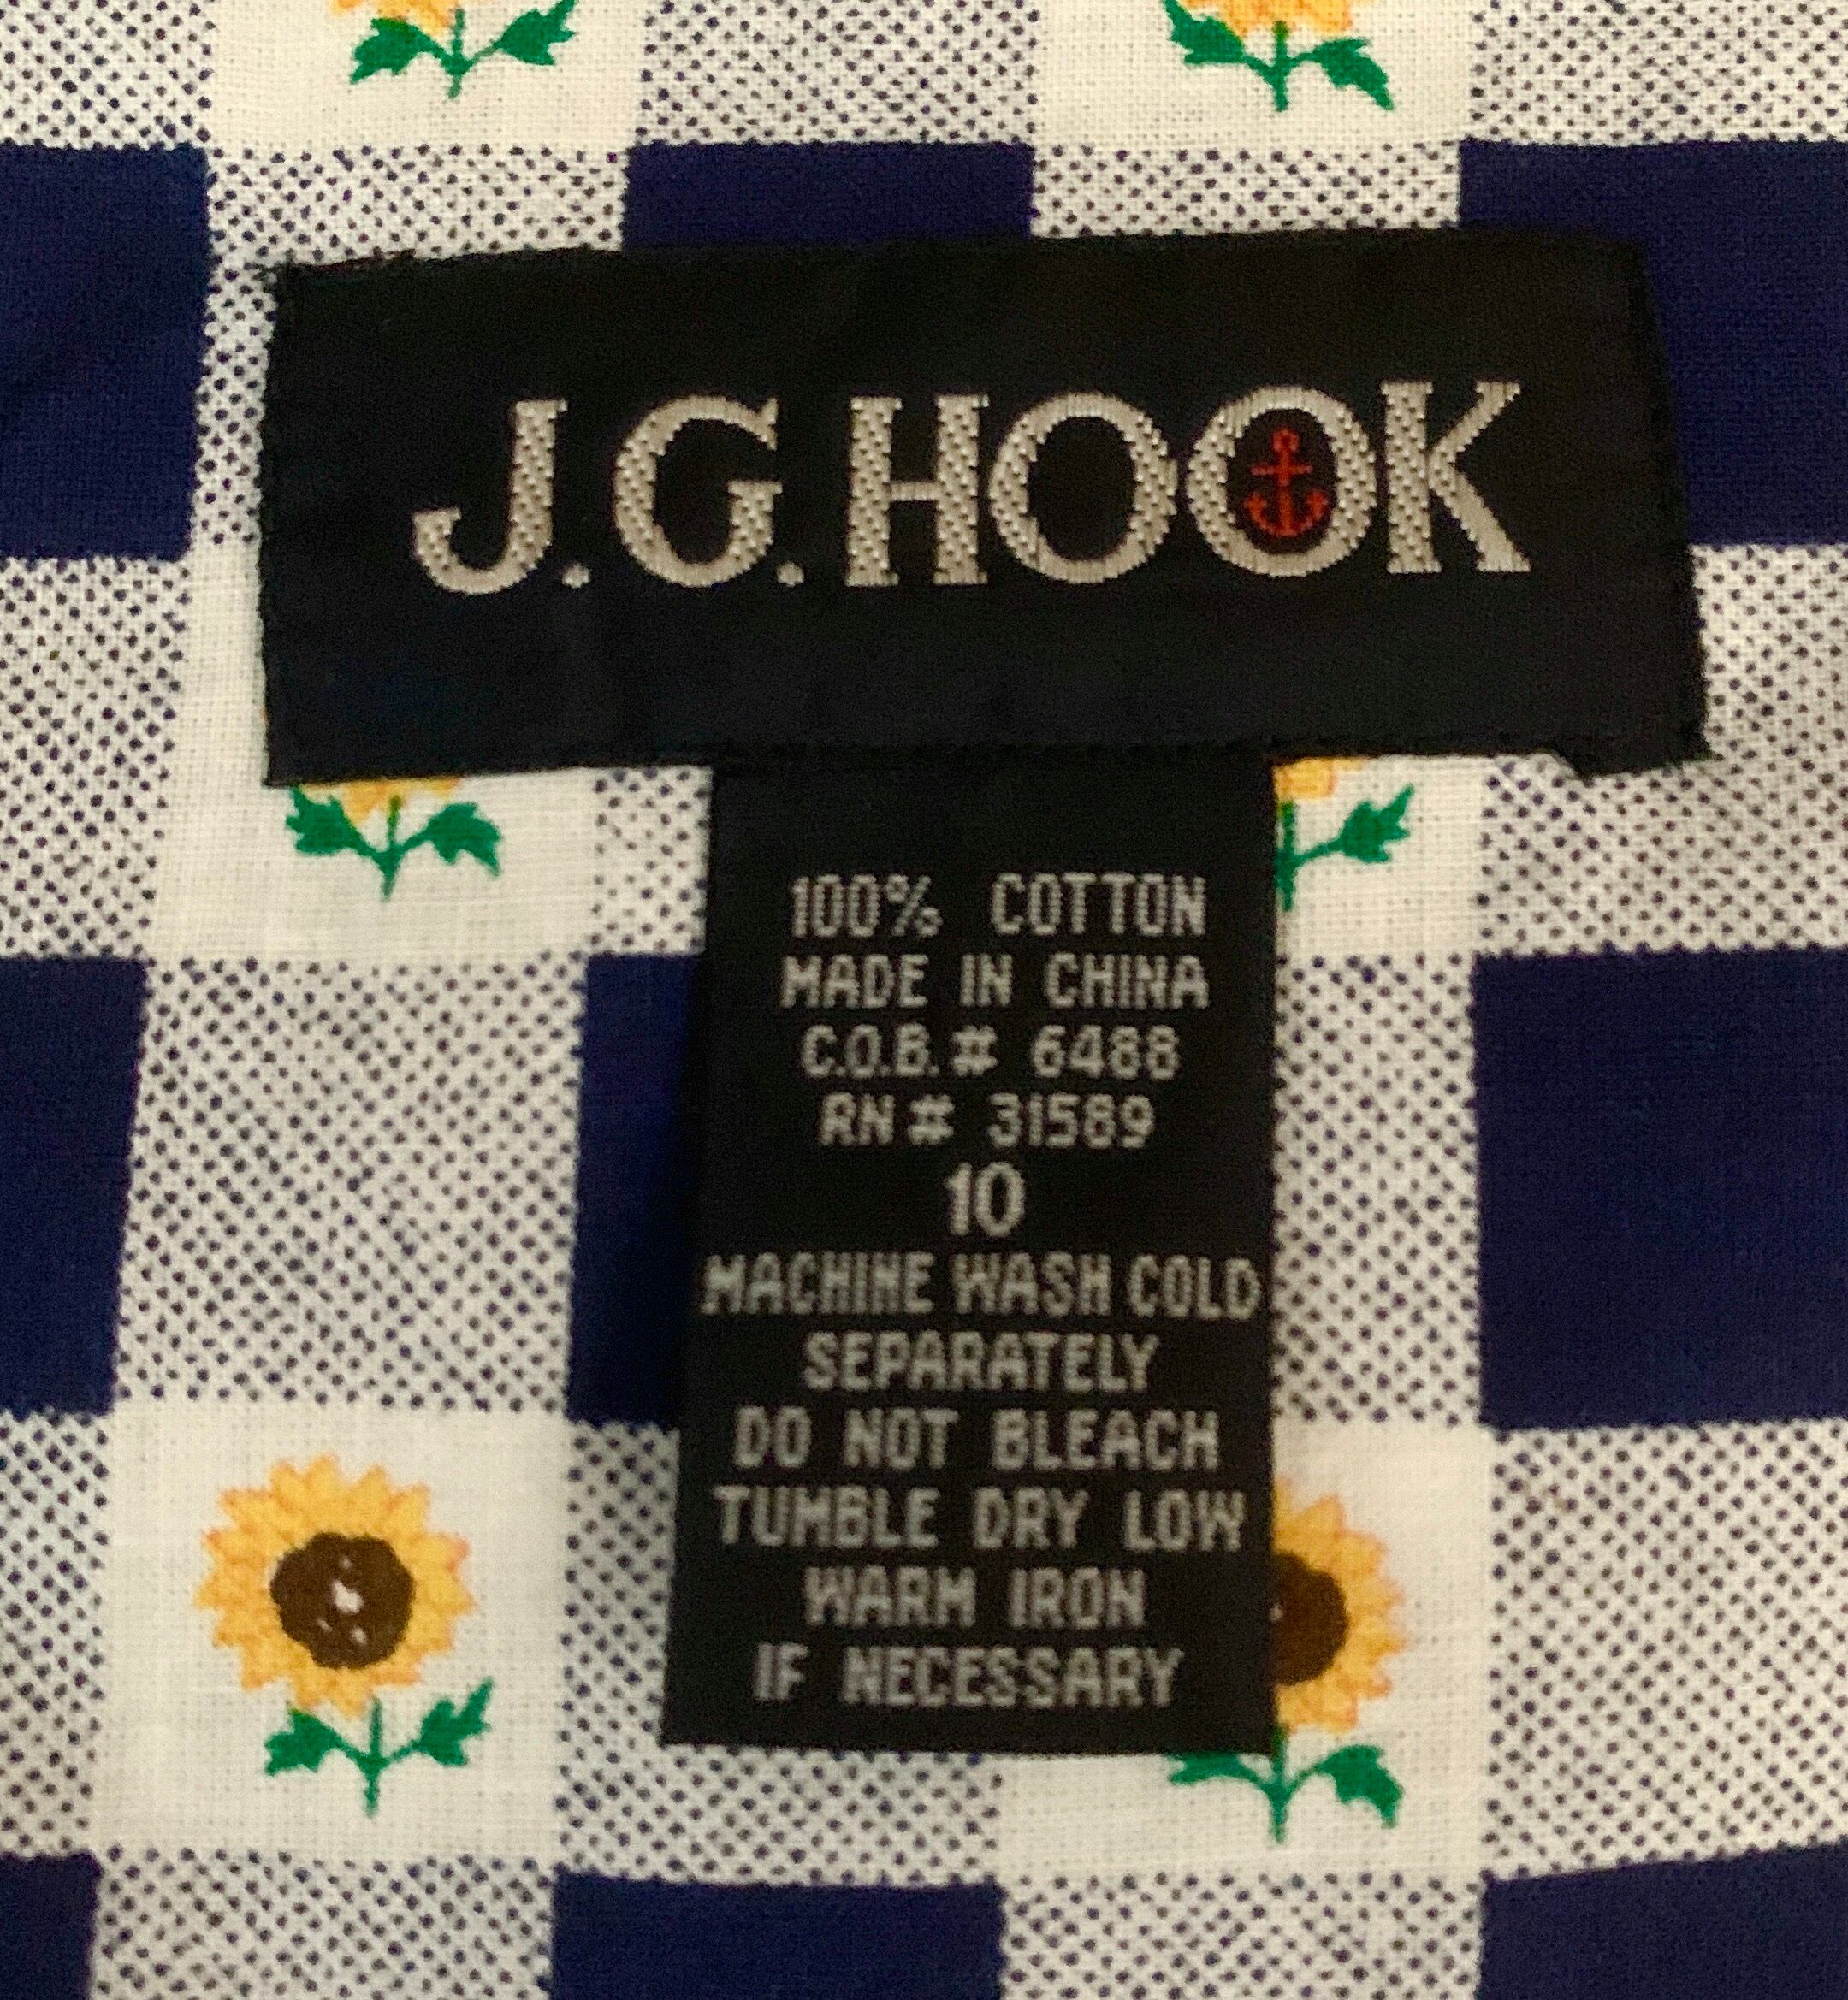 J.G. HOOK
100% COTTON
MADE IN CHINA
C.O.B. # 6488
RN # 31589
10
MACHINE WASH COLD
SEPARATELY
DO NOT BLEACH
TUMBLE DRY LOW
WARM IRON
IF NECESSARY